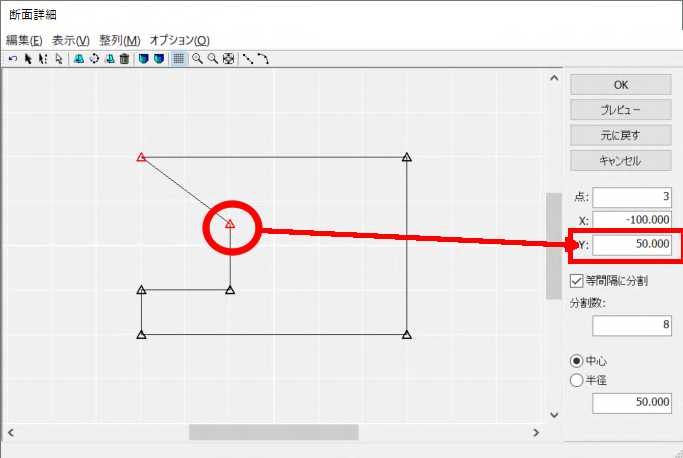 断面詳細
編集(E) 表示(V) 整列(M) オプション(O)
OK
プレビュー
元に戻す
キャンセル
点: 3
X: -100.000
Y: 50.000
等間隔に分割
分割数:
8
中心
半径
50.000